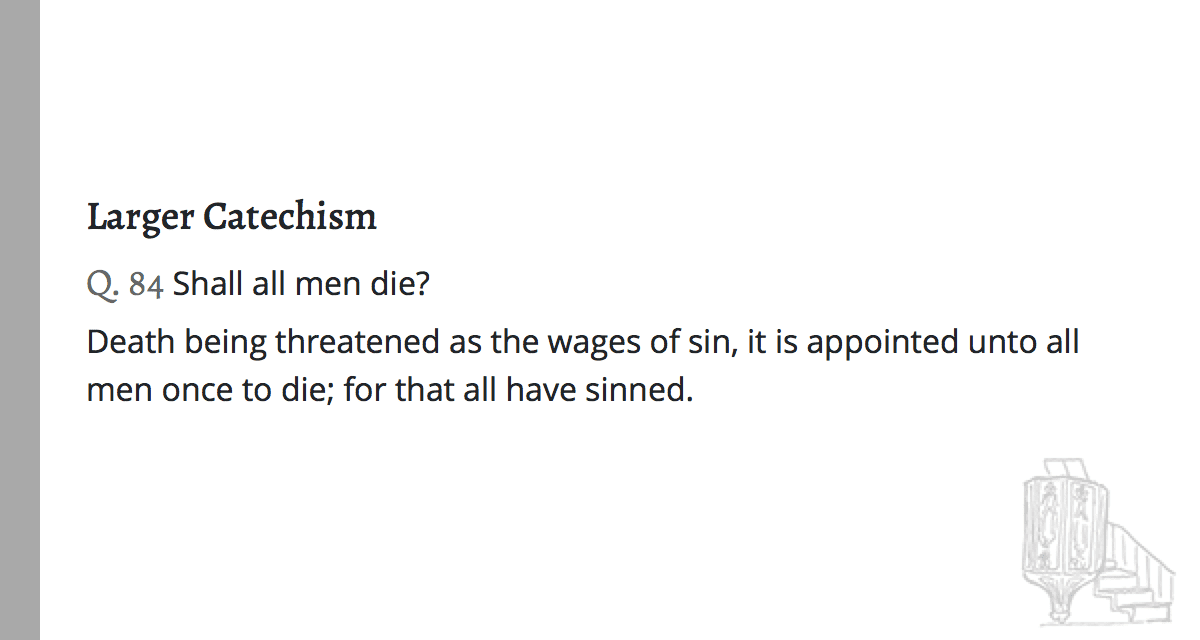 Larger Catechism
Q. 84 Shall all men die?
Death being threatened as the wages of sin, it is appointed unto all
men once to die; for that all have sinned.